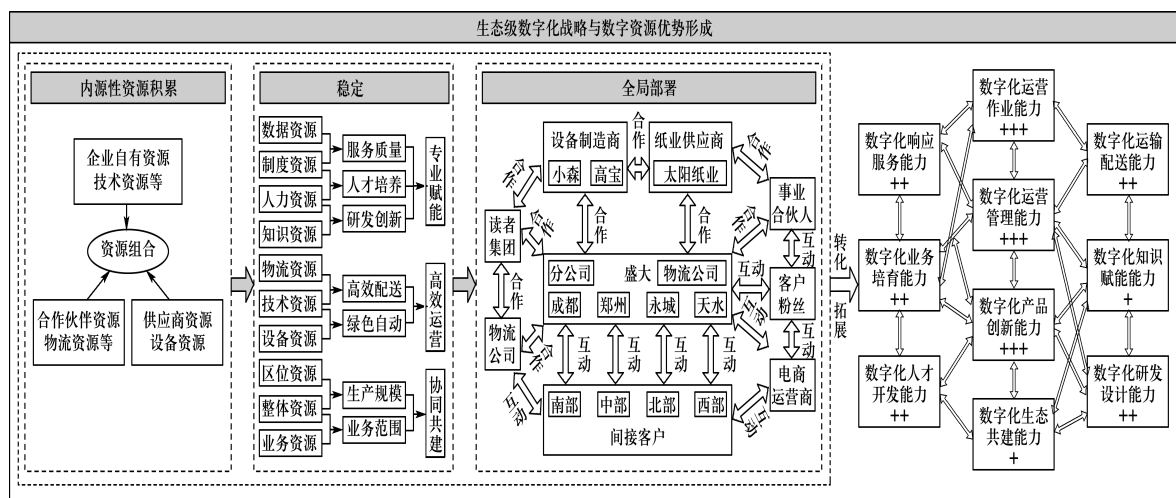 生态级数字化战略与数字资源优势形成
内源性资源积累
企业自有资源
技术资源等
资源组合
合作伙伴资源
物流资源等
供应商资源
设备资源
稳定
数据资源
制度资源
人力资源
知识资源
物流资源
技术资源
设备资源
区位资源
整体资源
业务资源
服务质量
人才培养
研发创新
高效配送
绿色自动
生产规模
业务范围
专业赋能
高效运营
协同共建
全局部署
设备制造商
小森
高宝
合作
纸业供应商
太阳纸业
合作
合作
合作
读者
集团
合作
合作
合作
事业
合伙人
互动
分公司
盛大
物流公司
成都
郑州
永城
天水
互动
客户
粉丝
合作
物流
公司
合作
互动
互动
互动
互动
互动
互动
互动
电商
运营商
互动
南部
中部
北部
西部
间接客户
互动
转化
拓展
数字化响应
服务能力
++
数字化业务
培育能力
++
数字化人才
开发能力
++
数字化运营
作业能力
+++
数字化运营
管理能力
+++
数字化产品
创新能力
+++
数字化生态
共建能力
+
数字化运输
配送能力
++
数字化知识
赋能能力
+
数字化研发
设计能力
++